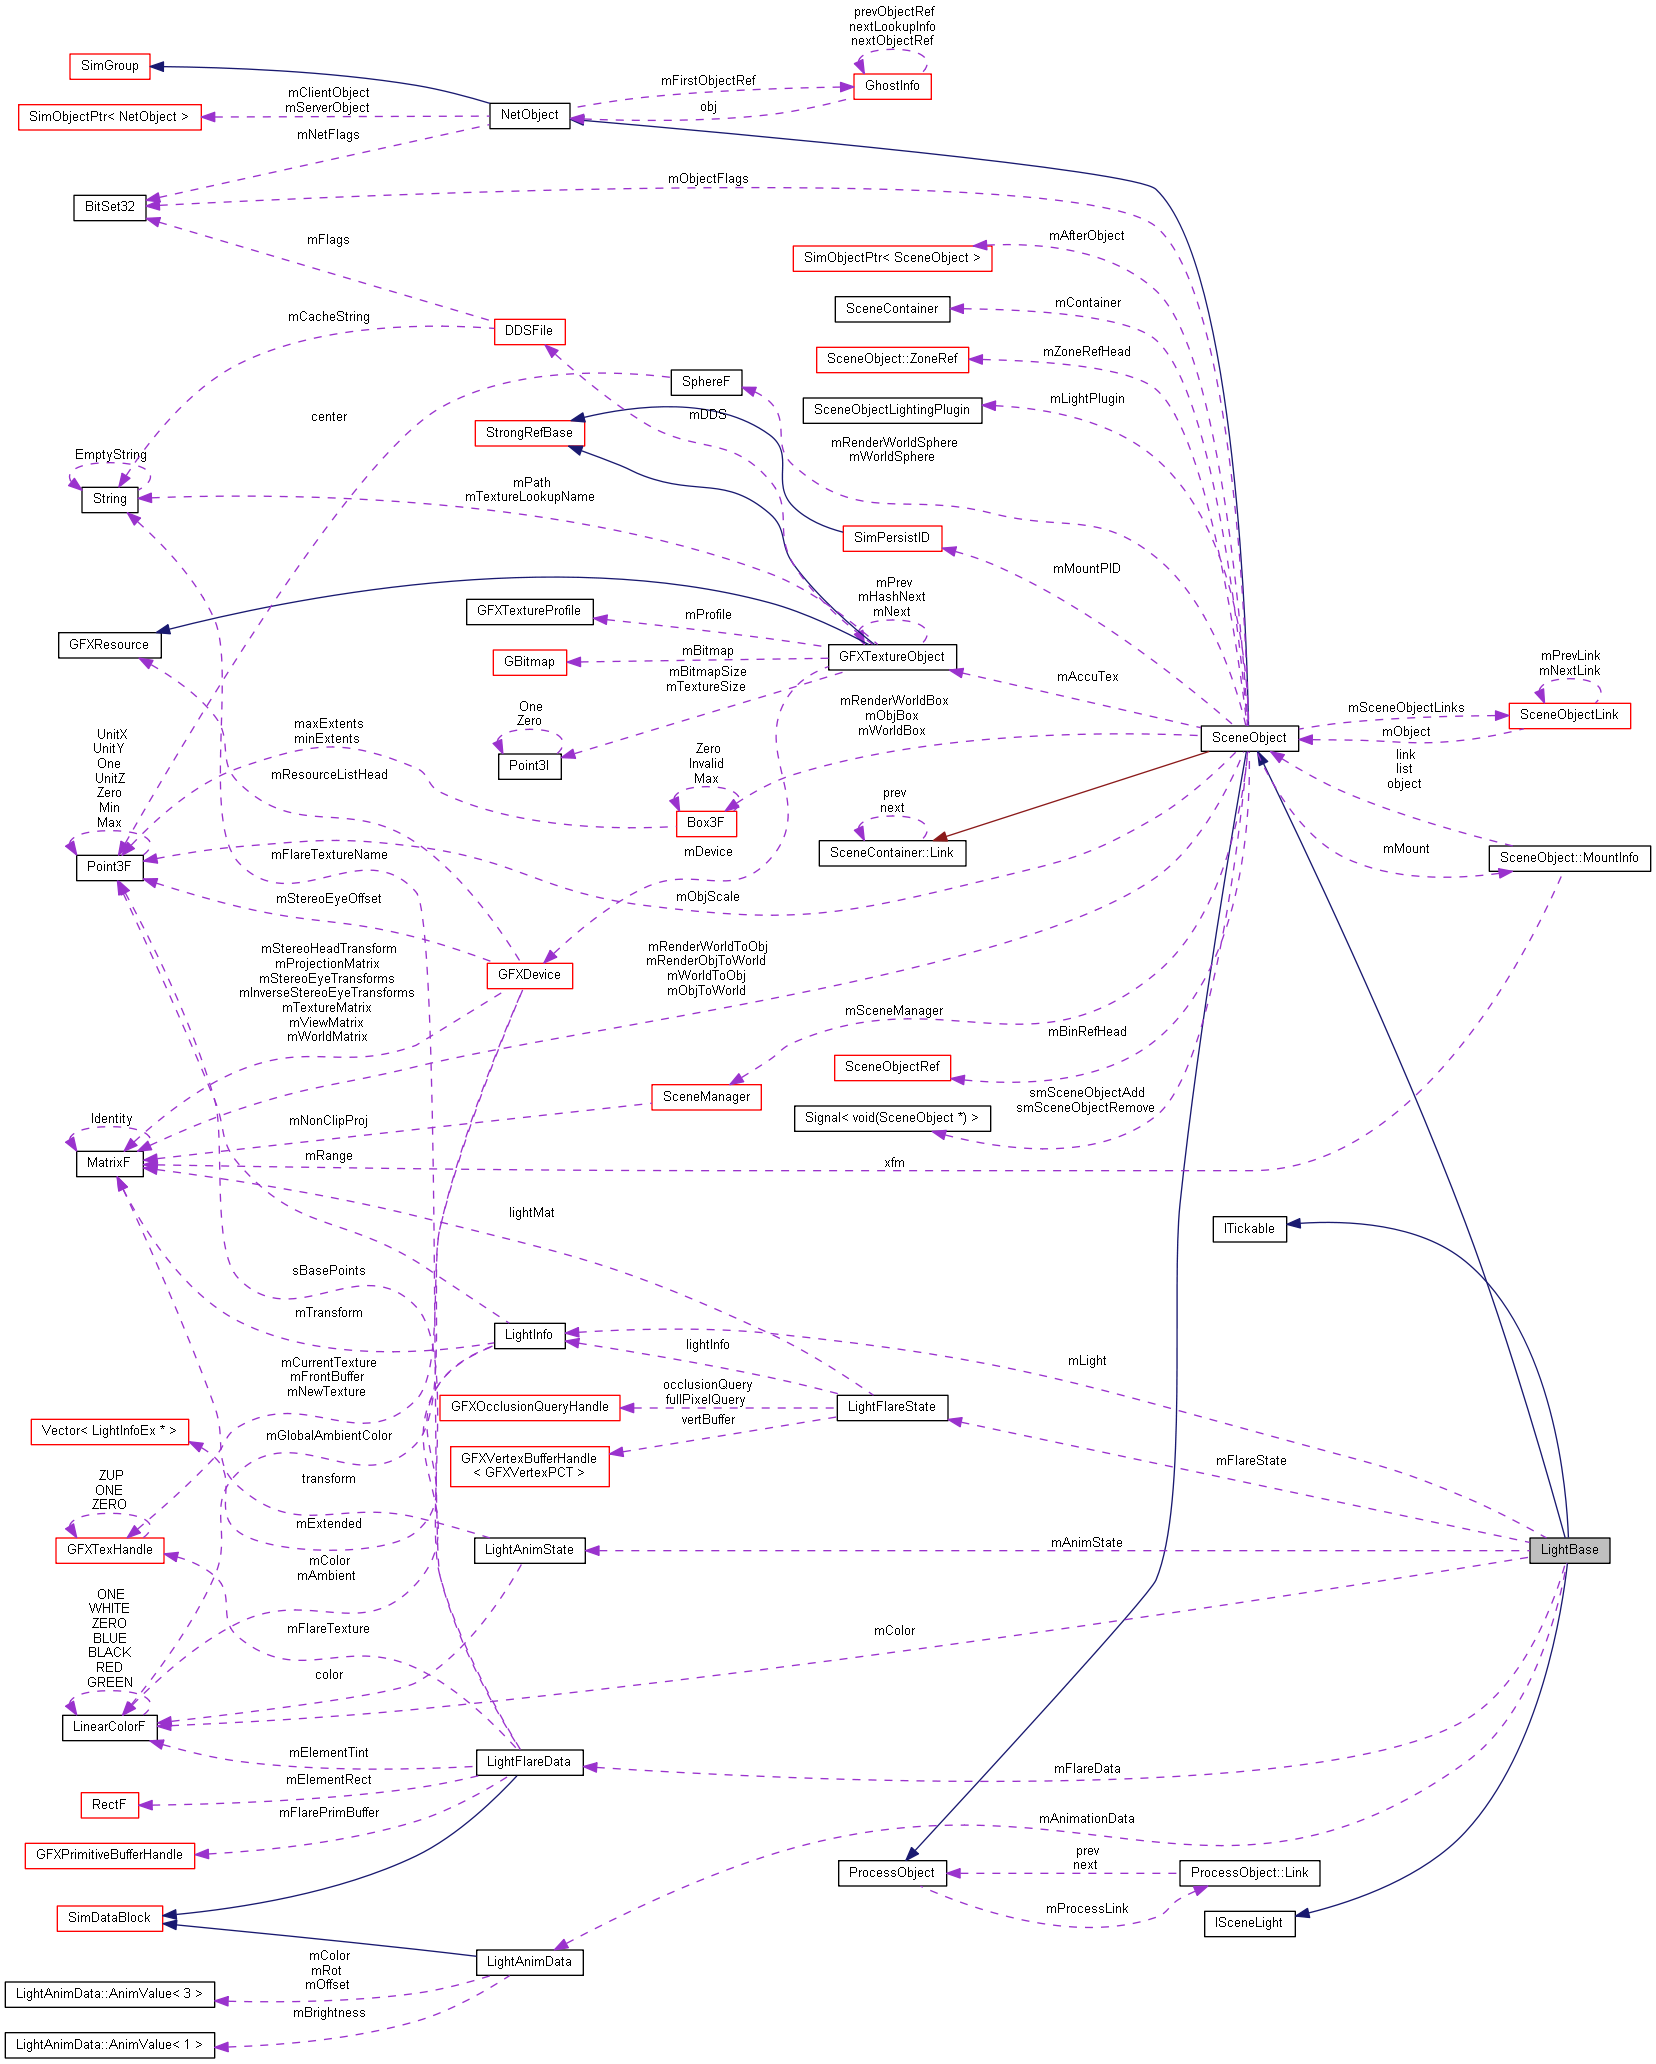 prevObjectRef
nextLookupInfo
nextObjectRef
SimGroup
mFirstObjectRef
GhostInfo
mClientObject
mServerObject
SimObjectPtr< NetObject >
NetObject
obj
mNetFlags
mObjectFlags
BitSet32
mFlags
mAfterObject
SimObjectPtr< SceneObject >
mContainer
SceneContainer
mCacheString
DDSFile
mZoneRefHead
SceneObject::ZoneRef
SphereF
mLightPlugin
SceneObjectLightingPlugin
center
mDDS
StrongRefBase
mRenderWorldSphere
mWorldSphere
EmptyString
String
mPath
mTextureLookupName
SimPersistID
mMountPID
mPrev
mHashNext
mNext
GFXTextureProfile
mProfile
GFXResource
GFXTextureObject
GBitmap
mBitmap
mBitmapSize
mTextureSize
mAccuTex
mPrevLink
mNextLink
mSceneObjectLinks
SceneObjectLink
mRenderWorldBox
mObjBox
mWorldBox
One
Zero
Point3I
maxExtents
minExtents
SceneObject
mObject
link
list
object
UnitX
UnitY
One
UnitZ
Zero
Min
Max
Point3F
mResourceListHead
Zero
Invalid
Max
Box3F
prev
next
SceneContainer::Link
mFlareTextureName
mDevice
mMount
SceneObject::MountInfo
mStereoEyeOffset
mObjScale
mStereoHeadTransform
mProjectionMatrix
mStereoEyeTransforms
mInverseStereoEyeTransforms
mTextureMatrix
mViewMatrix
mWorldMatrix
GFXDevice
mRenderWorldToObj
mRenderObjToWorld
mWorldToObj
mObjToWorld
mSceneManager
mBinRefHead
SceneObjectRef
SceneManager
smSceneObjectAdd
smSceneObjectRemove
Signal< void(SceneObject *) >
Identity
MatrixF
mNonClipProj
mRange
xfm
lightMat
ITickable
sBasePoints
mTransform
LightInfo
lightInfo
mLight
mCurrentTexture
mFrontBuffer
mNewTexture
occlusionQuery
fullPixelQuery
GFXOcclusionQueryHandle
LightFlareState
vertBuffer
Vector< LightInfoEx * >
mGlobalAmbientColor
GFXVertexBufferHandle
< GFXVertexPCT >
mFlareState
transform
ZUP
ONE
ZERO
GFXTexHandle
mExtended
LightAnimState
mAnimState
LightBase
mColor
mAmbient
ONE
WHITE
ZERO
BLUE
BLACK
RED
GREEN
LinearColorF
mFlareTexture
mColor
color
mElementTint
LightFlareData
mFlareData
mElementRect
RectF
mFlarePrimBuffer
GFXPrimitiveBufferHandle
mAnimationData
prev
next
ProcessObject
ProcessObject::Link
mProcessLink
SimDataBlock
ISceneLight
LightAnimData
mColor
mRot
mOffset
LightAnimData::AnimValue< 3 >
mBrightness
LightAnimData::AnimValue< 1 >